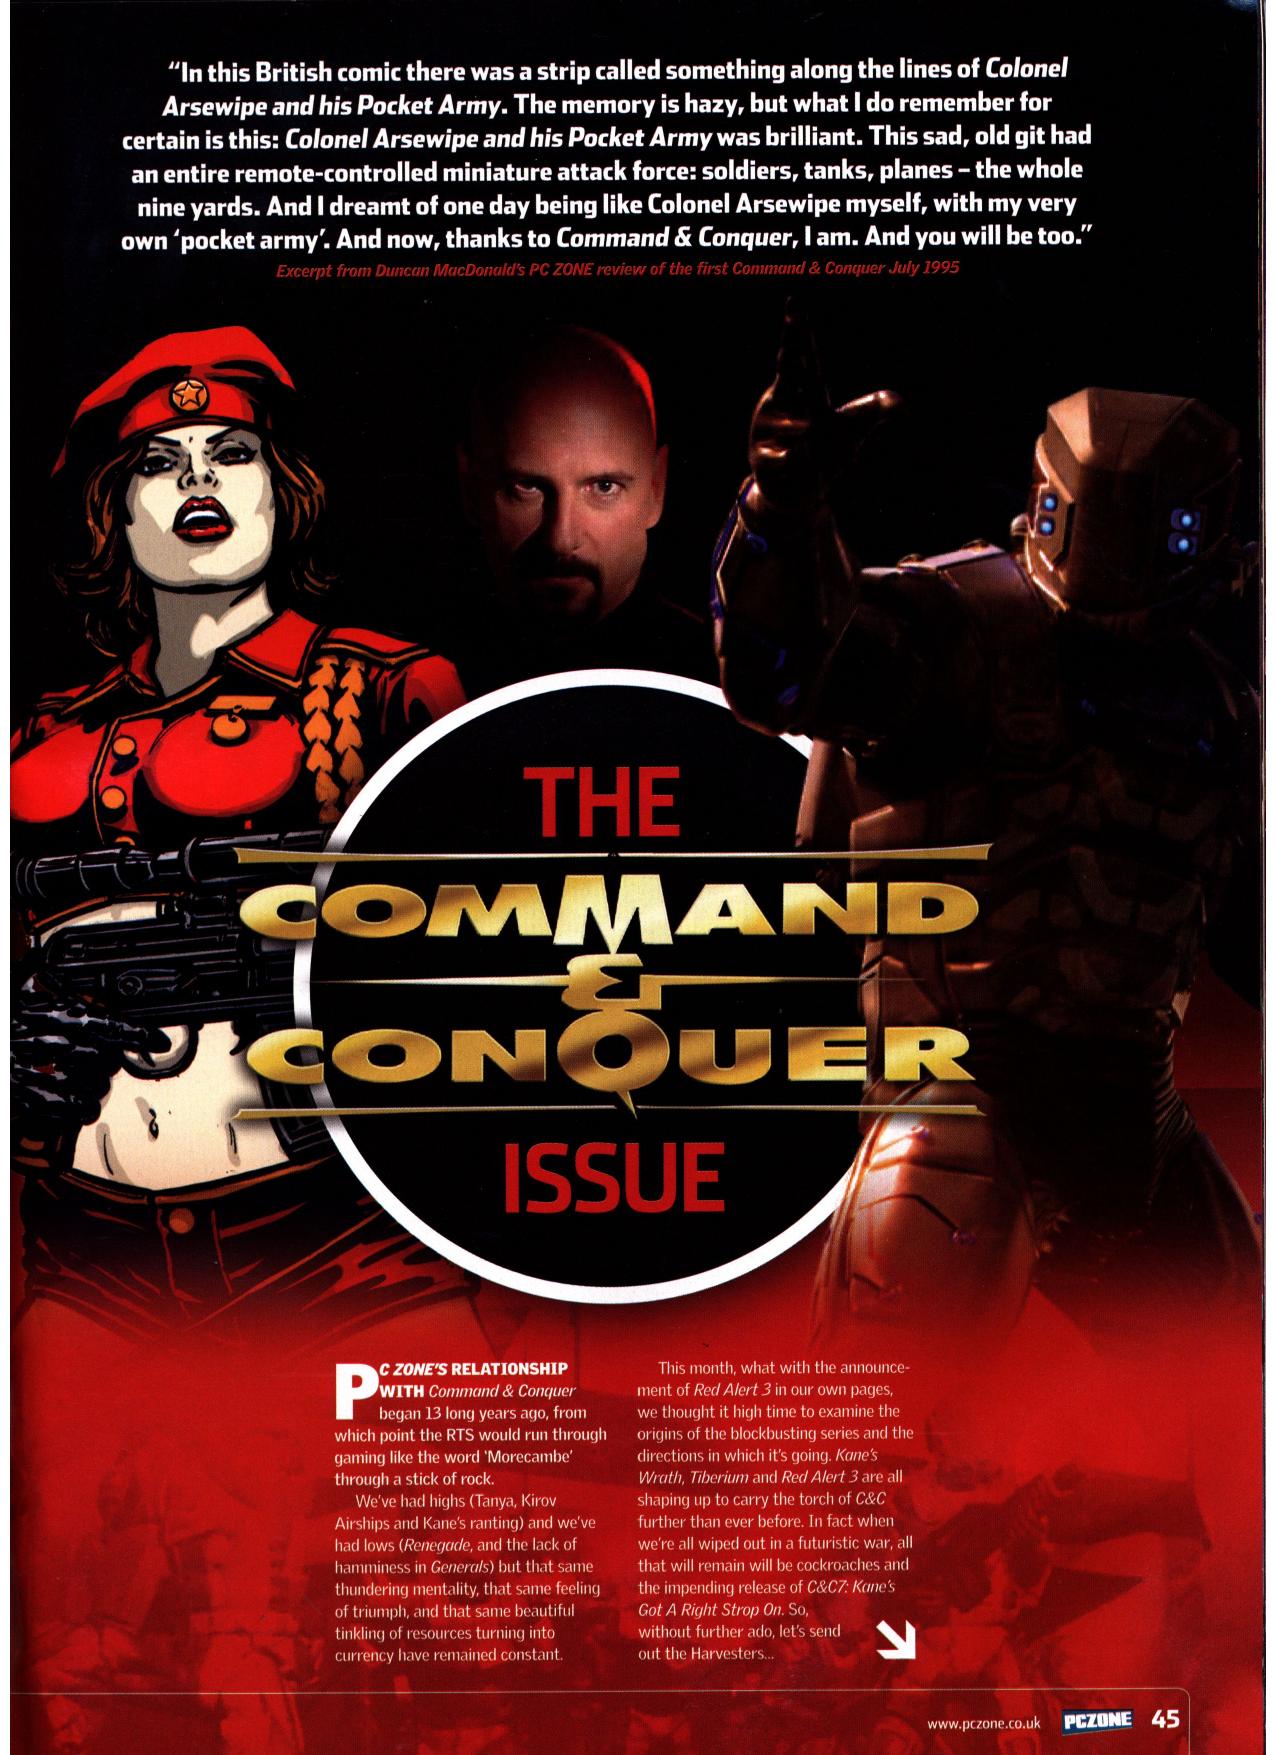 “In this British comic there was a strip called something along the lines of Colonel
Arsewipe and his Pocket Army. The memory is hazy, but what I do remember for
certain is this: Colonel Arsewipe and his Pocket Army was brilliant. This sad, old git had
an entire remote-controlled miniature attack force: soldiers, tanks, planes – the whole
nine yards. And I dreamt of one day being like Colonel Arsewipe myself, with my very
own ‘pocket army’. And now, thanks to Command & Conquer, I am. And you will be too.”
Excerpt from Duncan MacDonald's PC ZONE review of the first Command & Conquer July 1995
THE
COMMAND
&
CONQUER
ISSUE
PC ZONE'S RELATIONSHIP
WITH Command & Conquer
began 13 long years ago, from
which point the RTS would run through
gaming like the word ‘Morecambe’
through a stick of rock.
We've had highs (Tanya, Kirov
Airships and Kane's ranting) and we've
had lows (Renegade, and the lack of
hamminess in Generals) but that same
thundering mentality, that same feeling
of triumph, and that same beautiful
tinkling of resources turning into
currency have remained constant.
This month, what with the announce-
ment of Red Alert 3 in our own pages,
we thought it high time to examine the
origins of the blockbusting series and the
directions in which it's going. Kane's
Wrath, Tiberium and Red Alert 3 are all
shaping up to carry the torch of C&C
further than ever before. In fact when
we're all wiped out in a futuristic war, all
that will remain will be cockroaches and
the impending release of C&C7: Kane's
Got A Right Strop On. So,
without further ado, let's send
out the Harvesters...
www.pczone.co.uk PCZONE 45